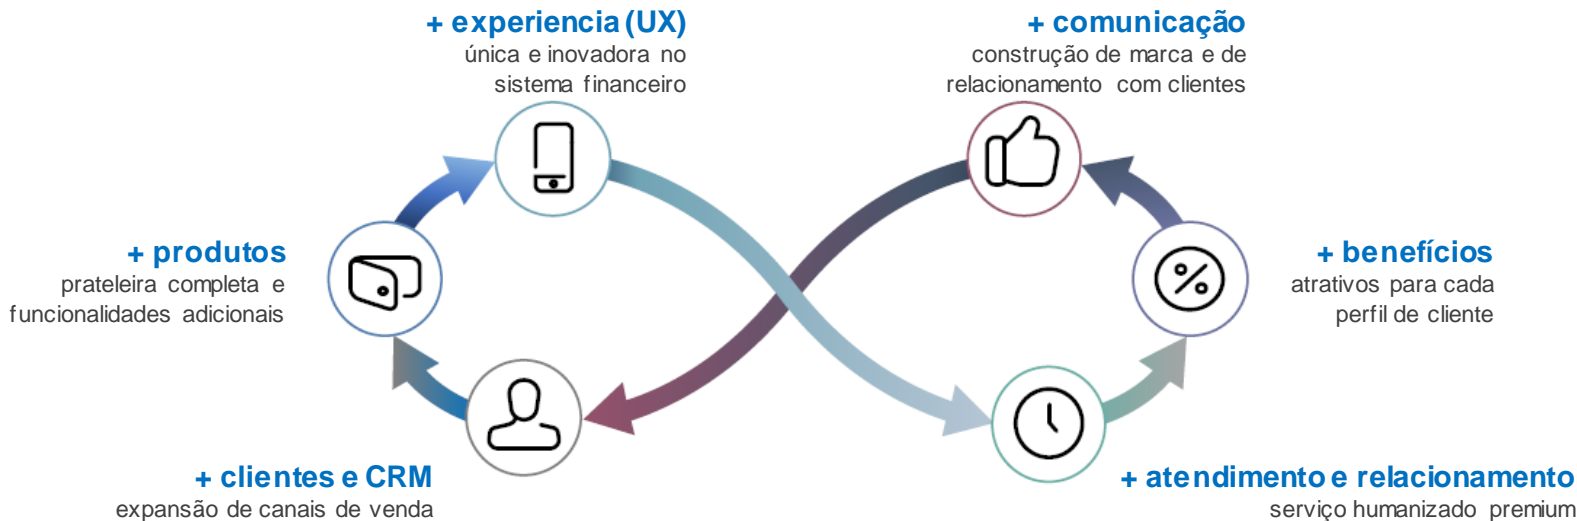 + experiencia (UX)
única e inovadora no
sistema financeiro
+ comunicação
construção de marca e de
relacionamento com clientes
+ produtos
prateleira completa e
funcionalidades adicionais
+ benefícios
atrativos para cada
perfil de cliente
+ clientes e CRM
expansão de canais de venda
+ atendimento e relacionamento
serviço humanizado premium